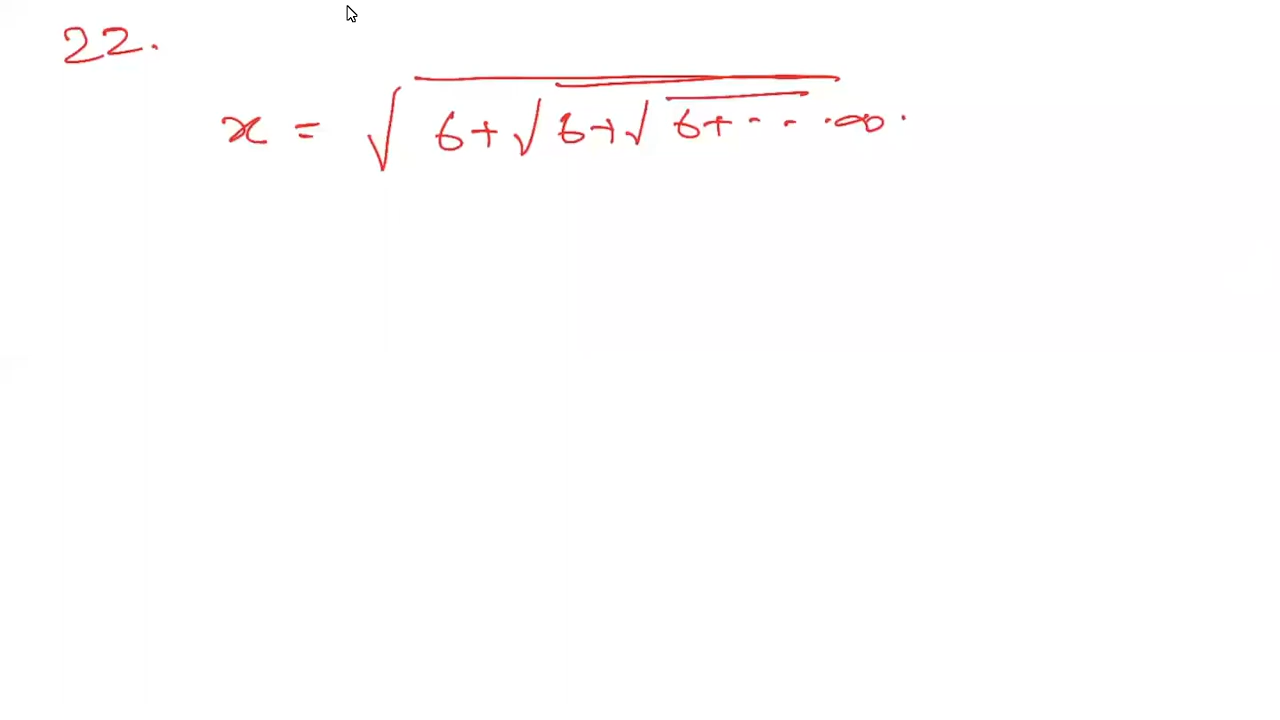 22.
x = √6+√6+√6+.....∞.